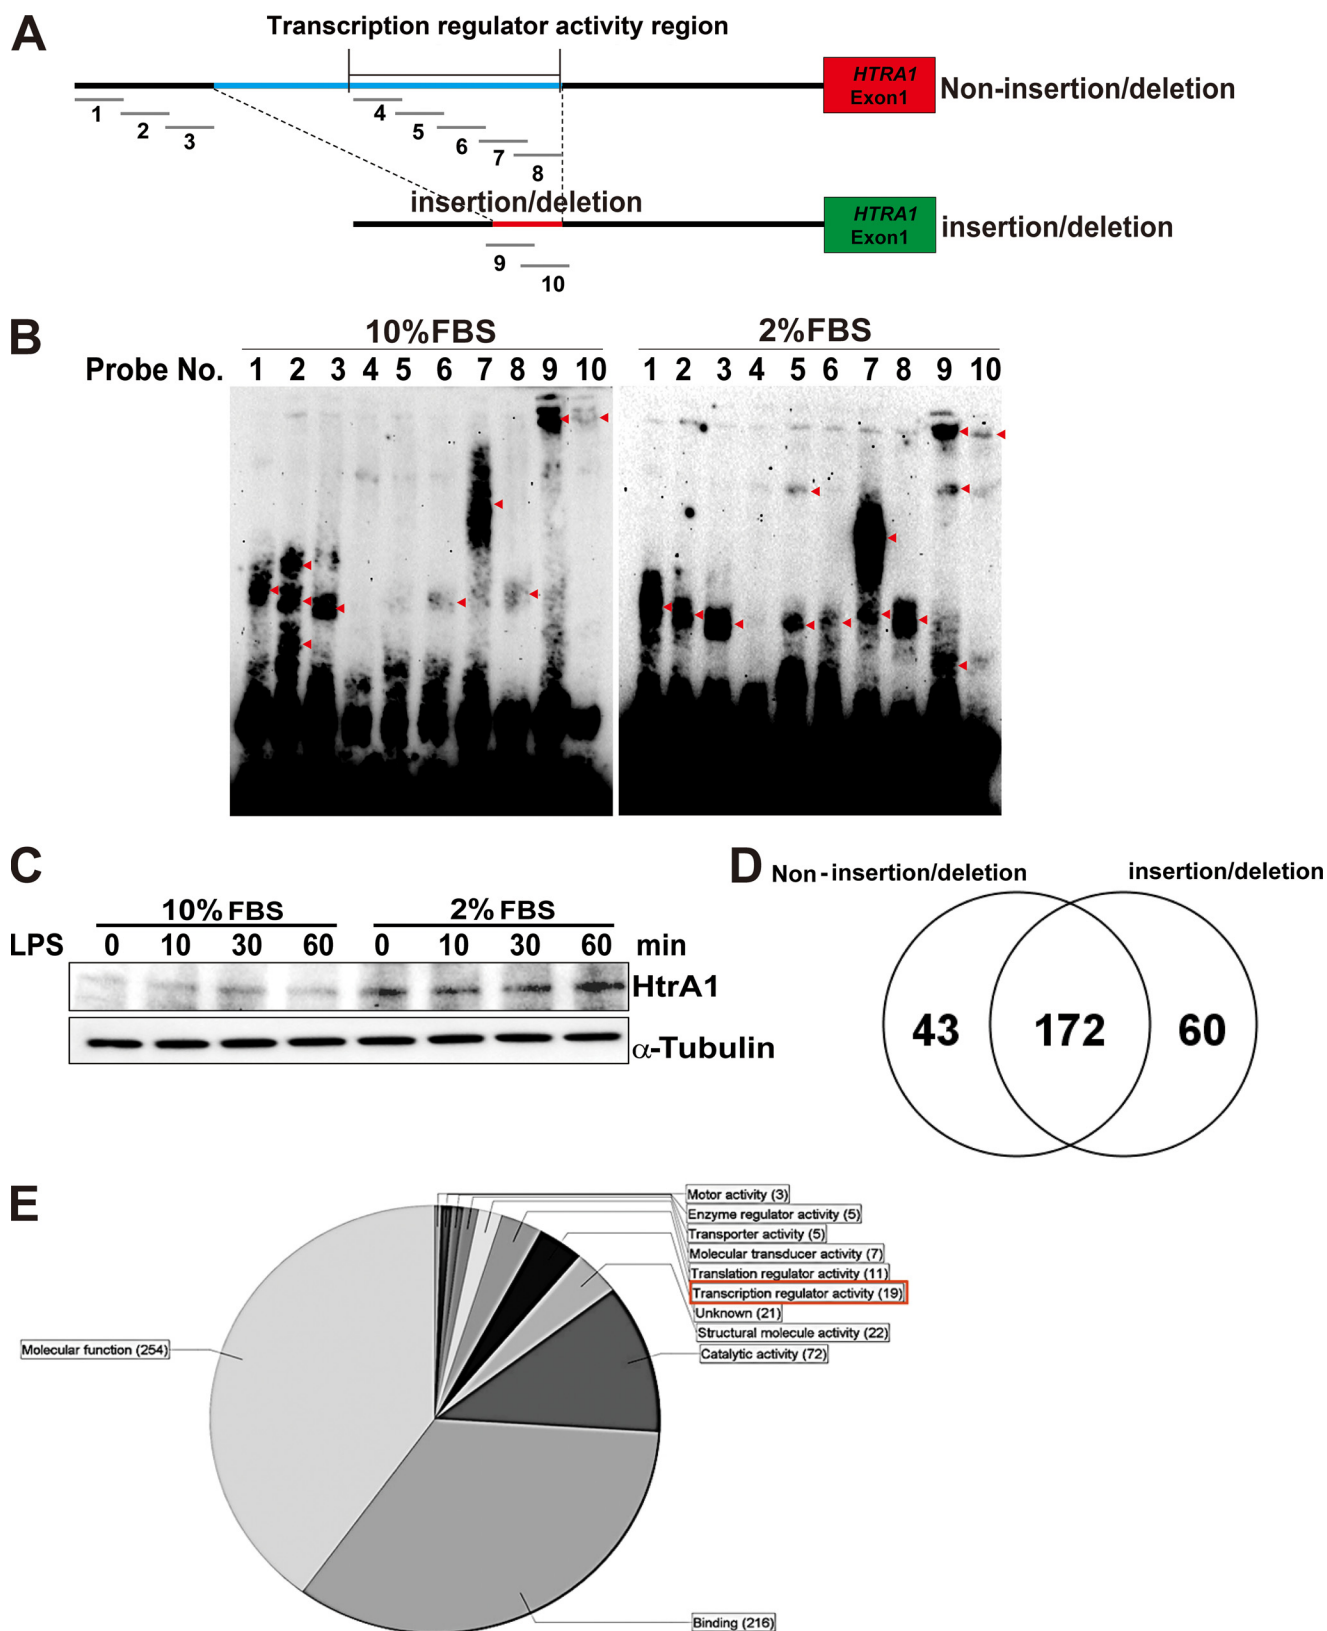 A
Transcription regulator activity region
HTRA1
Exon1
Non-insertion/deletion
1
2
3
4
5
6
7
8
insertion/deletion
HTRA1
Exon1
insertion/deletion
9
10
B
10%FBS
2%FBS
Probe No. 1 2 3 4 5 6 7 8 9 10 1 2 3 4 5 6 7 8 9 10
C
10% FBS
2% FBS
LPS 0 10 30 60 0 10 30 60 min
HtrA1
α-Tubulin
D
Non-insertion/deletion
insertion/deletion
43
172
60
E
Motor activity (3)
Enzyme regulator activity (5)
Transporter activity (5)
Molecular transducer activity (7)
Translation regulator activity (11)
Transcription regulator activity (19)
Unknown (21)
Structural molecule activity (22)
Catalytic activity (72)
Molecular function (254)
Binding (216)